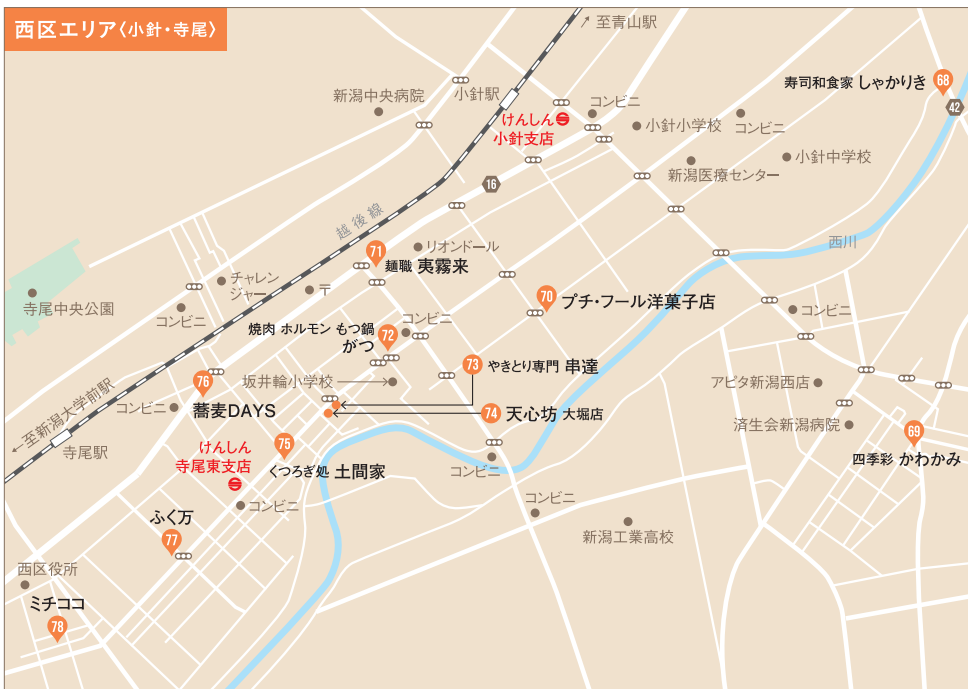 西区エリア〈小針・寺尾〉
至青山駅
寿司和食家 しゃかりき
68
42
新潟中央病院
小針駅
コンビニ
けんしん
小針支店
小針小学校
コンビニ
小針中学校
新潟医療センター
16
越後線
西川
71
リオンドール
麺職 夷霧来
チャレン
ジャー
〒
寺尾中央公園
コンビニ
70
プチ・フール洋菓子店
コンビニ
焼肉 ホルモン もつ鍋
がつ
72
コンビニ
73
やきとり専門 串達
坂井輪小学校
アピタ新潟西店
76
蕎麦DAYS
コンビニ
74
天心坊 大堀店
済生会新潟病院
69
四季彩 かわかみ
至新潟大学前駅
寺尾駅
けんしん
寺尾東支店
75
くつろぎ処 土間家
コンビニ
コンビニ
コンビニ
新潟工業高校
ふく万
77
西区役所
ミチココ
78